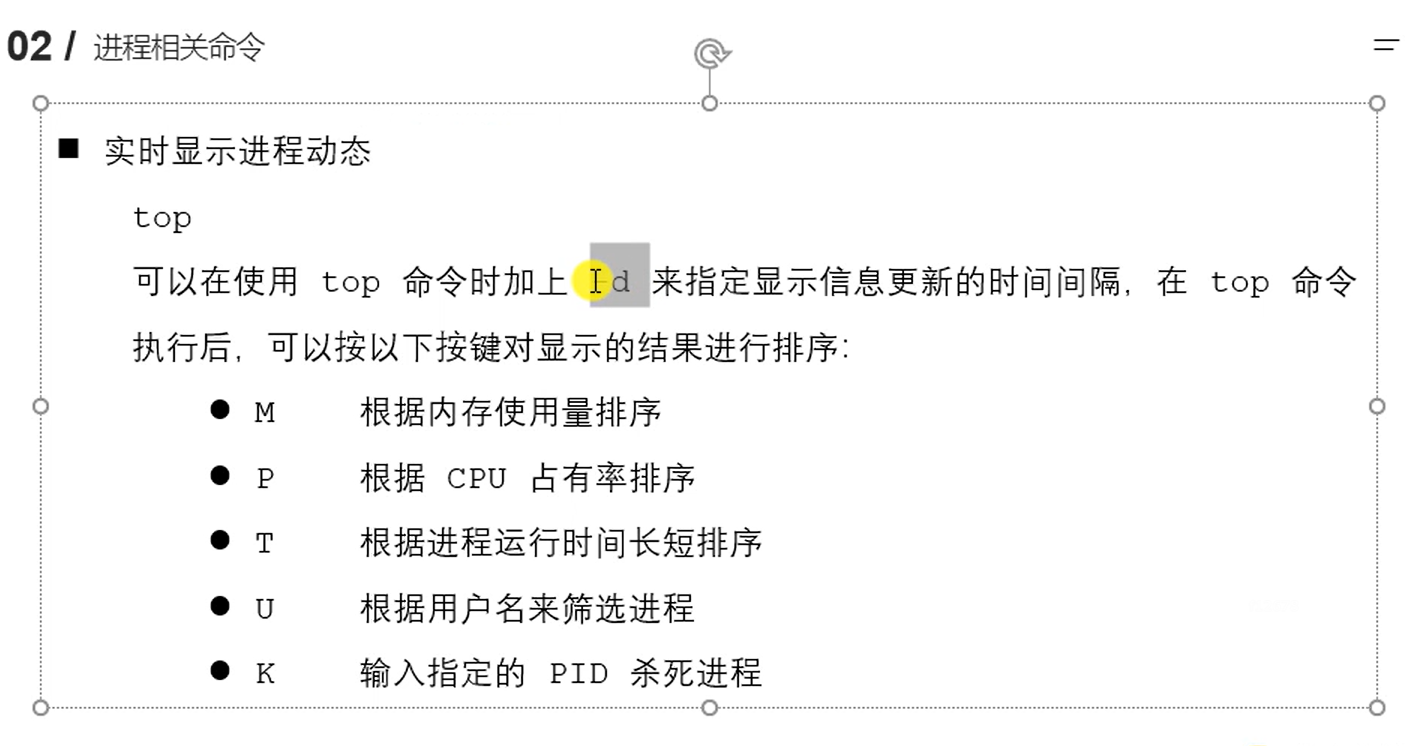 02 / 进程相关命令
■ 实时显示进程动态
top
可以在使用 top 命令时加上 -d 来指定显示信息更新的时间间隔，在 top 命令
执行后，可以按以下按键对显示的结果进行排序：
● M 根据内存使用量排序
● P 根据 CPU 占有率排序
● T 根据进程运行时间长短排序
● U 根据用户名来筛选进程
● K 输入指定的 PID 杀死进程